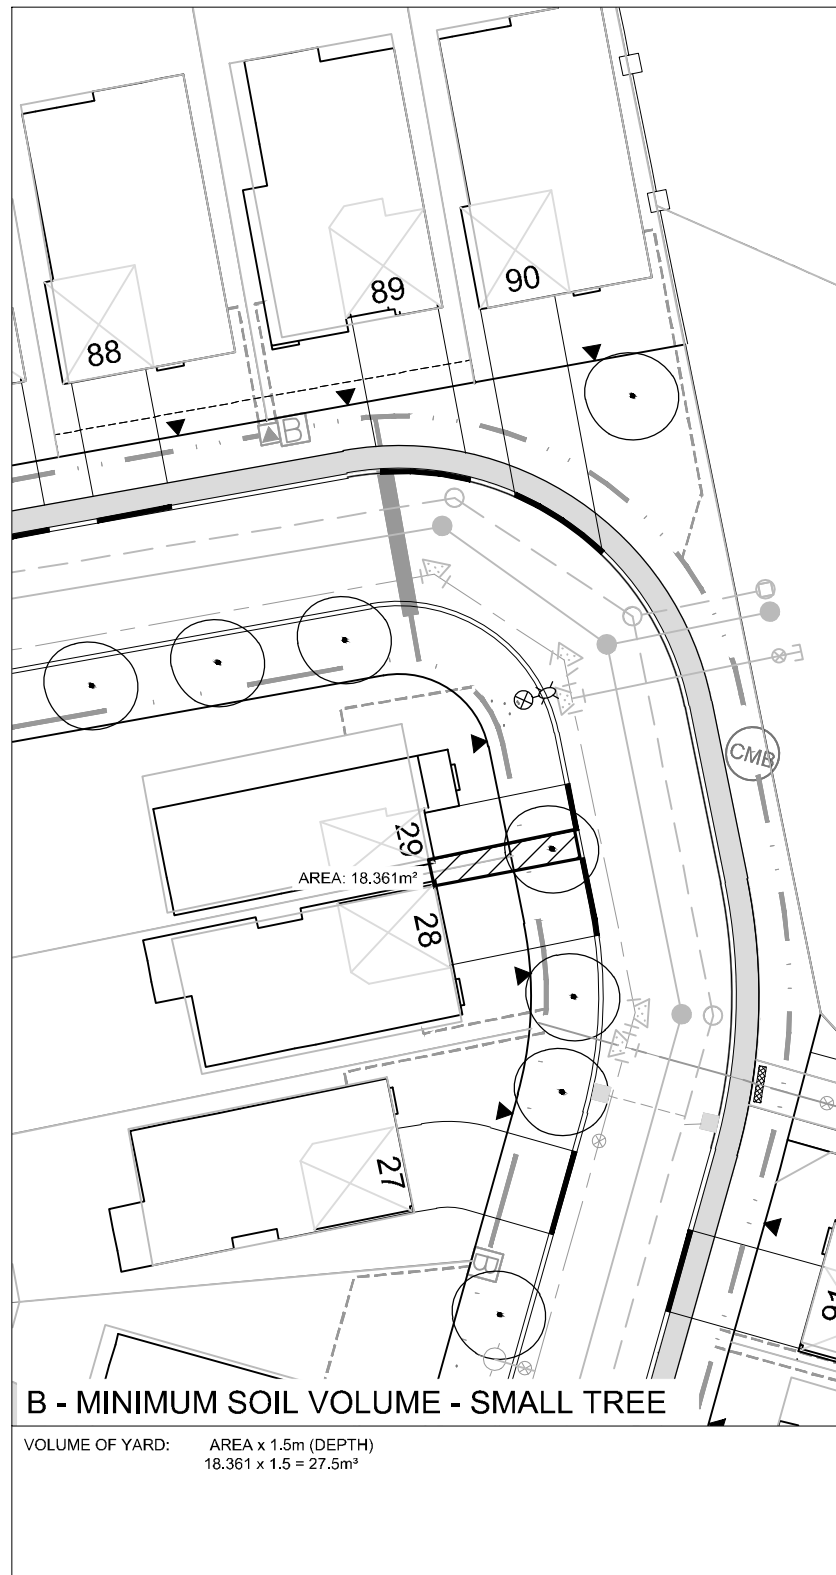 90
89
88
B
CMB
29
AREA: 18.361m²
28
27
B
B - MINIMUM SOIL VOLUME - SMALL TREE
VOLUME OF YARD: AREA x 1.5m (DEPTH)
18.361 x 1.5 = 27.5m³